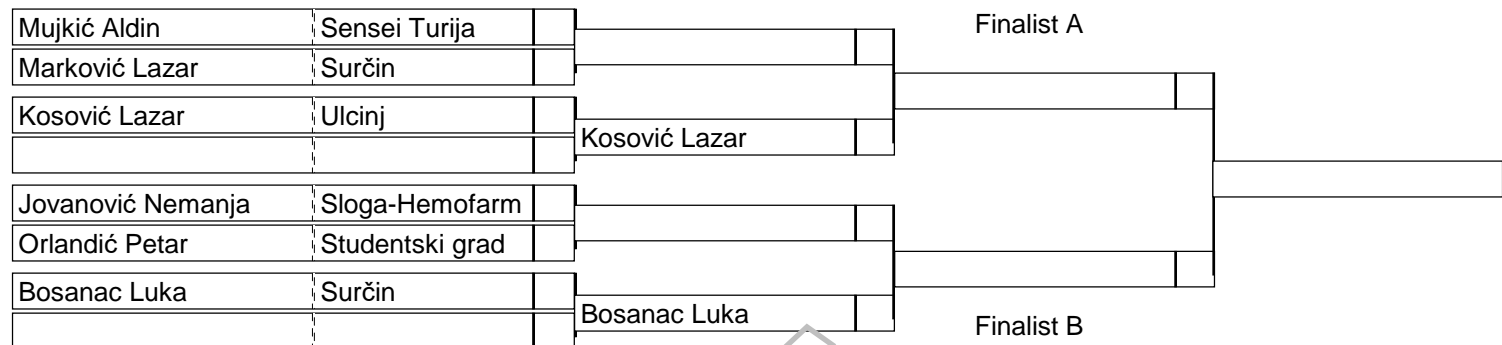 Mujkić Aldin Sensei Turija
Finalist A
Marković Lazar Surčin
Kosović Lazar Ulcinj
Kosović Lazar
Jovanović Nemanja Sloga-Hemofarm
Orlandić Petar Studentski grad
Bosanac Luka Surčin
Bosanac Luka
Finalist B